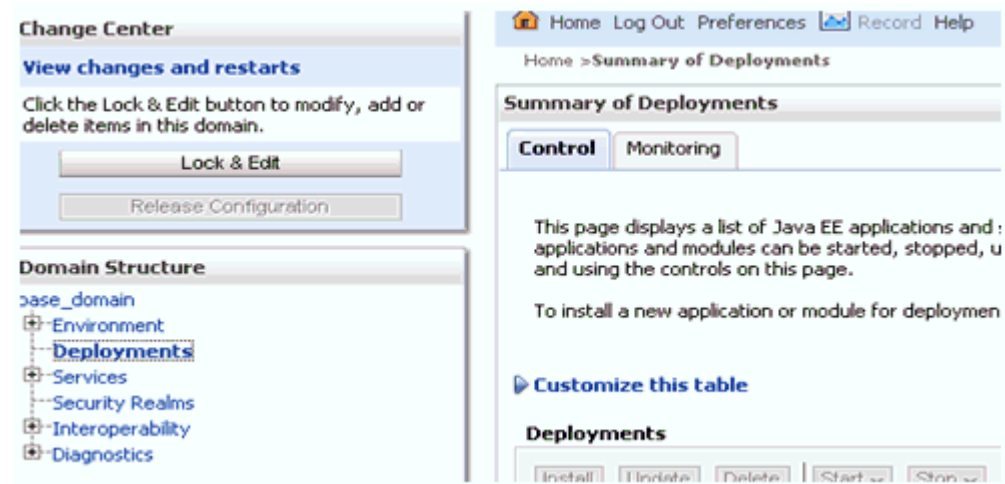 Change Center
View changes and restarts
Click the Lock & Edit button to modify, add or
delete items in this domain.
Lock & Edit
Release Configuration
Domain Structure
base_domain
Environment
Deployments
Services
Security Realms
Interoperability
Diagnostics
Home Log Out Preferences Record Help
Home >Summary of Deployments
Summary of Deployments
Control Monitoring
This page displays a list of Java EE applications and
applications and modules can be started, stopped, u
and using the controls on this page.
To install a new application or module for deploymen
Customize this table
Deployments
Install Update Delete Start Stop